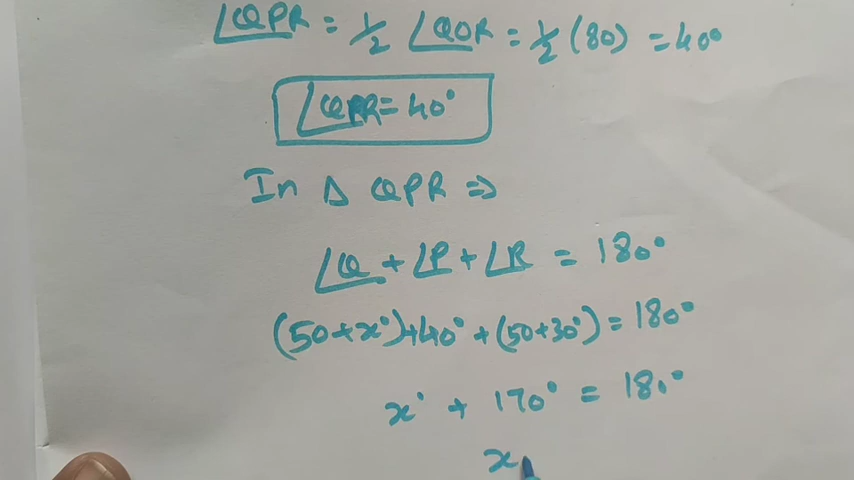 ∠QPR = 1/2 ∠QOR = 1/2 (80) = 40°
∠QPR = 40°
In Δ QPR ⇒
∠Q + ∠P + ∠R = 180°
(50+x°)+40°+(50+30°) = 180°
x° + 170° = 180°
x